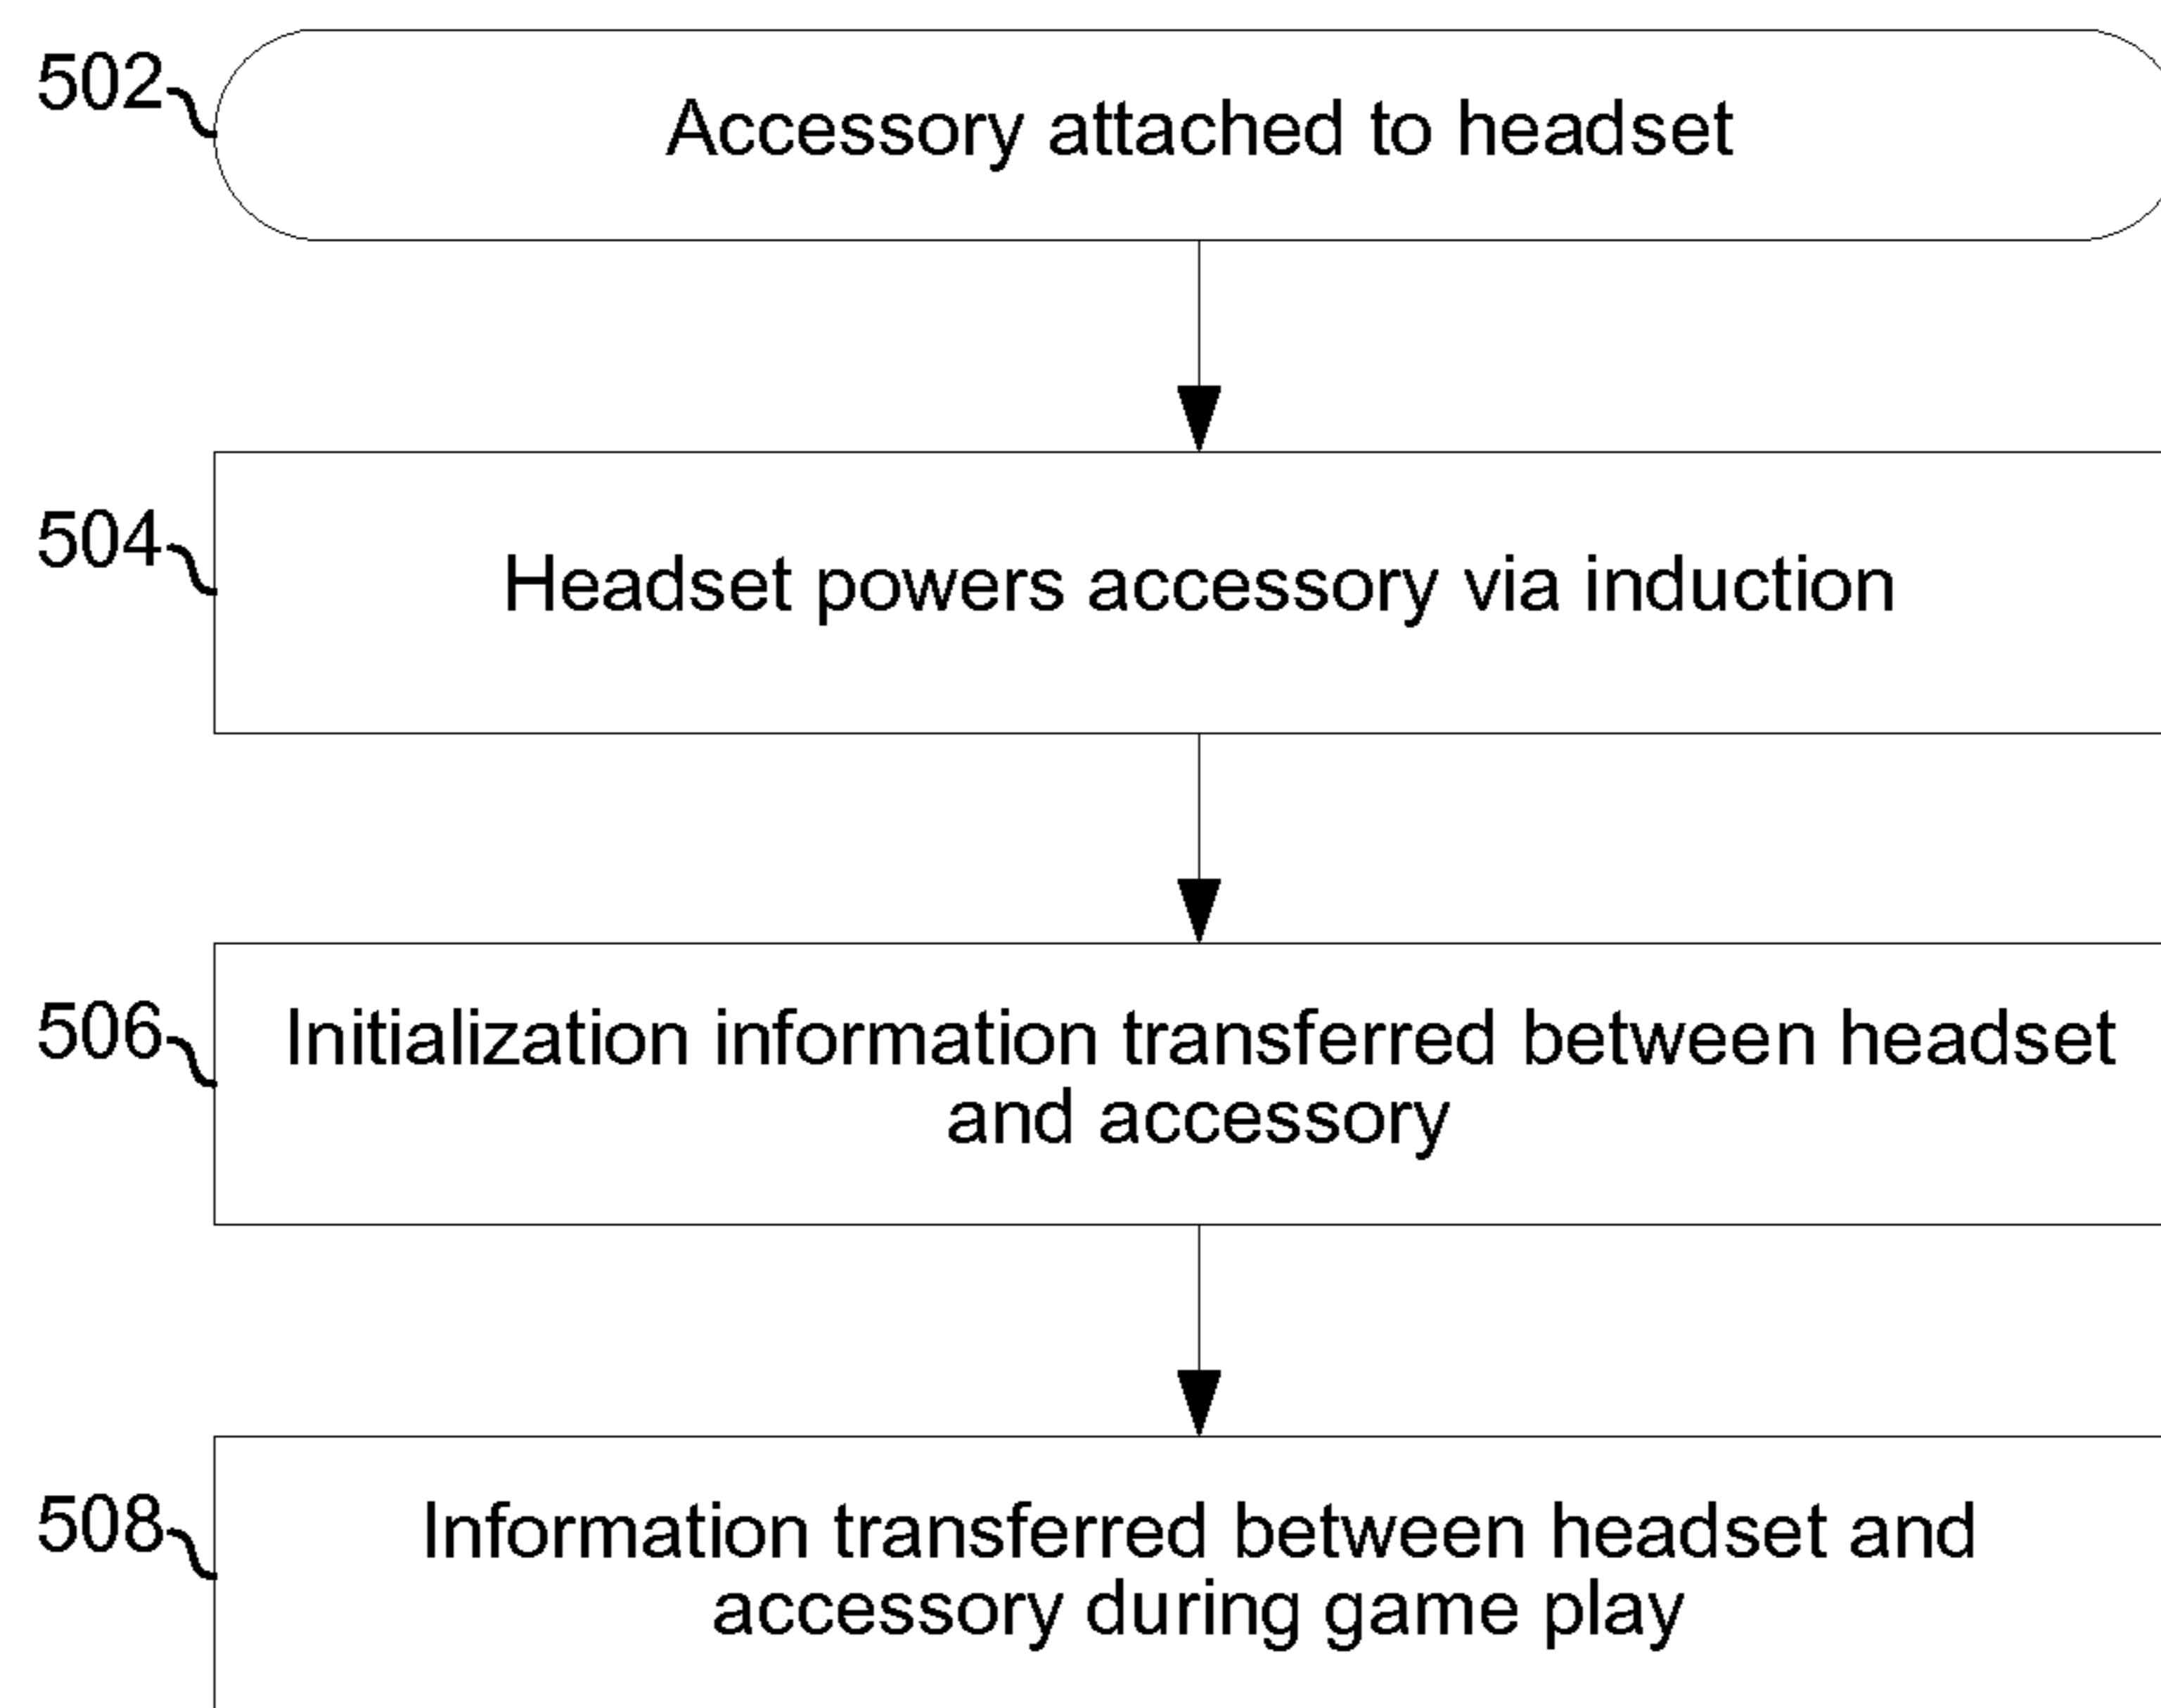 502
Accessory attached to headset
504
Headset powers accessory via induction
506
Initialization information transferred between headset
and accessory
508
Information transferred between headset and
accessory during game play